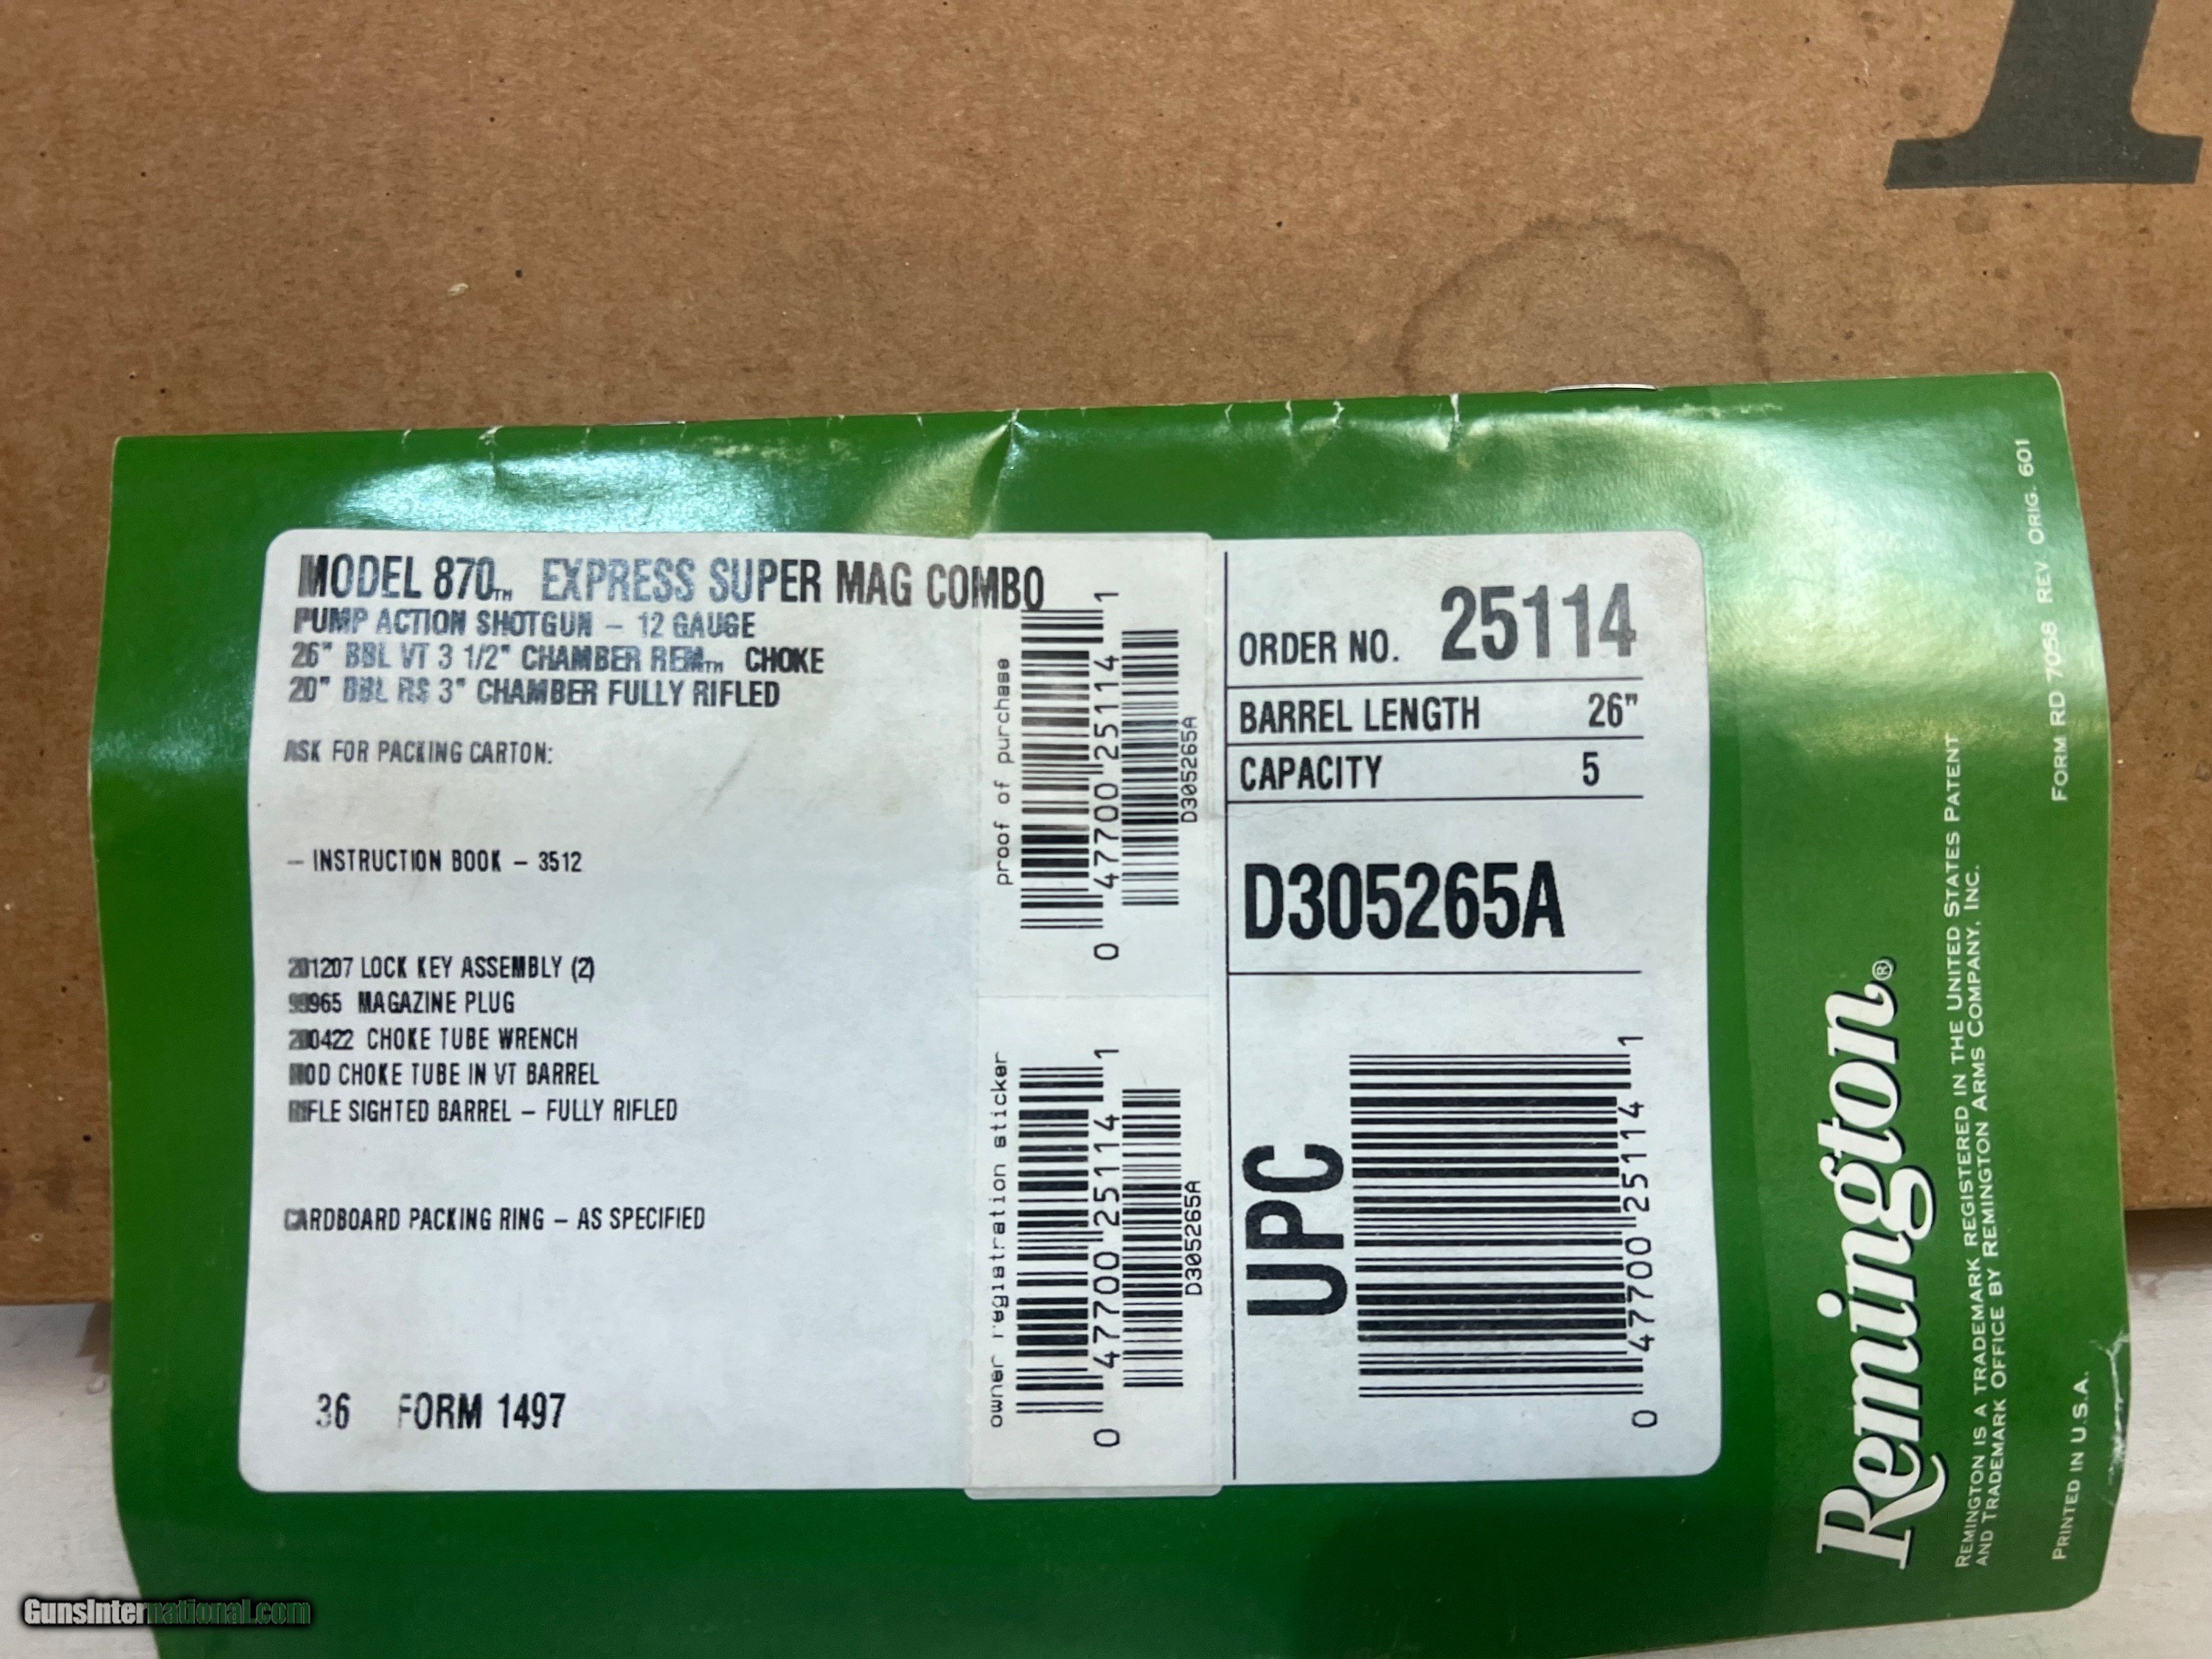 MODEL 870™ EXPRESS SUPER MAG COMBO
PUMP ACTION SHOTGUN – 12 GAUGE
26" BBL VT 3 1/2" CHAMBER REM™ CHOKE
20" BBL RS 3" CHAMBER FULLY RIFLED
ASK FOR PACKING CARTON:
– INSTRUCTION BOOK – 3512
201207 LOCK KEY ASSEMBLY (2)
99965 MAGAZINE PLUG
200422 CHOKE TUBE WRENCH
MOD CHOKE TUBE IN VT BARREL
RIFLE SIGHTED BARREL – FULLY RIFLED
CARDBOARD PACKING RING – AS SPECIFIED
36 FORM 1497
proof of purchase
0 47700 25114 1
D305265A
owner registration sticker
0 47700 25114 1
D305265A
ORDER NO. 25114
BARREL LENGTH 26"
CAPACITY 5
D305265A
UPC
0 47700 25114 1
Remington®
REMINGTON IS A TRADEMARK REGISTERED IN THE UNITED STATES PATENT
AND TRADEMARK OFFICE BY REMINGTON ARMS COMPANY, INC.
PRINTED IN U.S.A.
FORM RD 7058 REV. ORIG. 601
GunsInternational.com